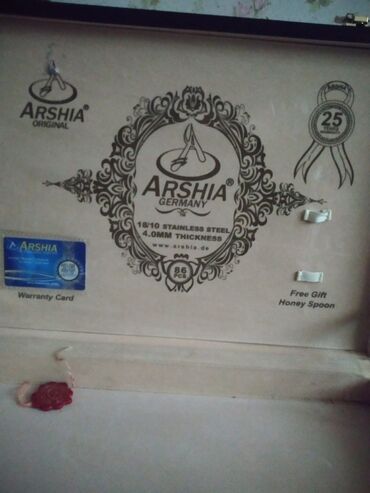 ARSHIA®
ORIGINAL
ARSHIA®
GERMANY
18/10 STAINLESS STEEL
4.0MM THICKNESS
www.arshia.de
86
PCS
25
YEARS
ARSHIA
Warranty Card
Free Gift
Honey Spoon